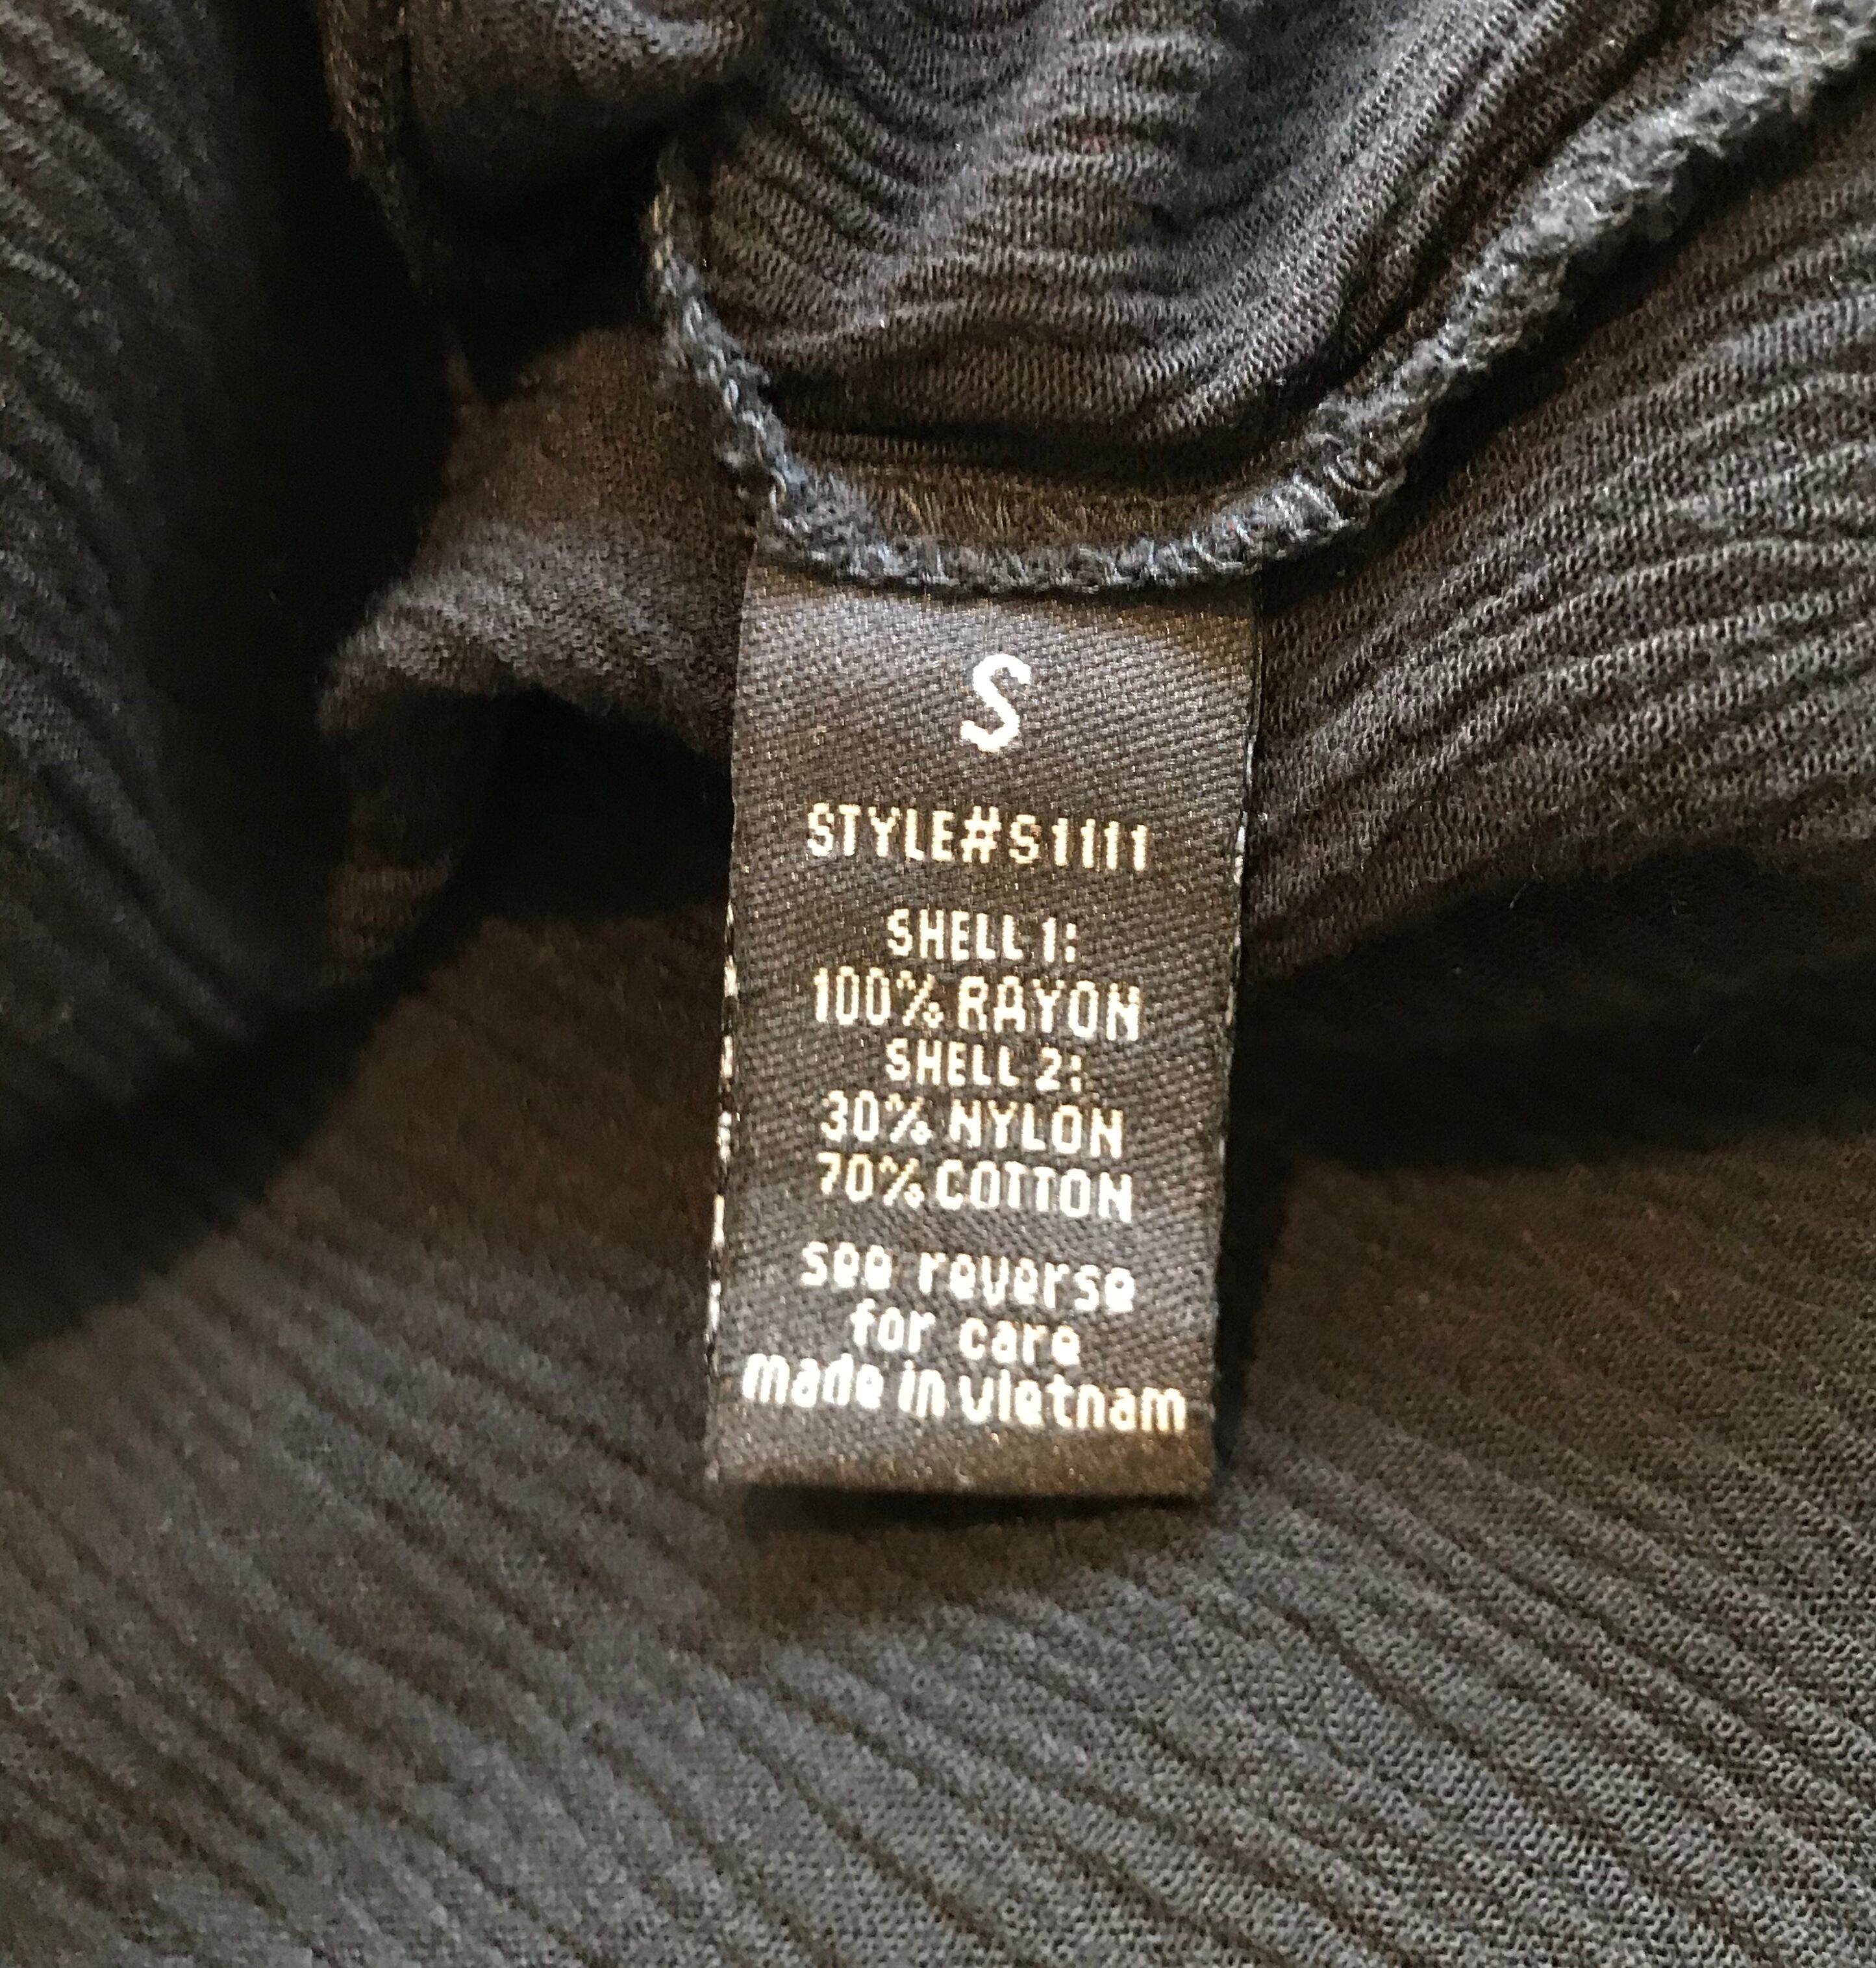 S
STYLE#S1111
SHELL 1:
100% RAYON
SHELL 2:
30% NYLON
70% COTTON
see reverse
for care
made in vietnam